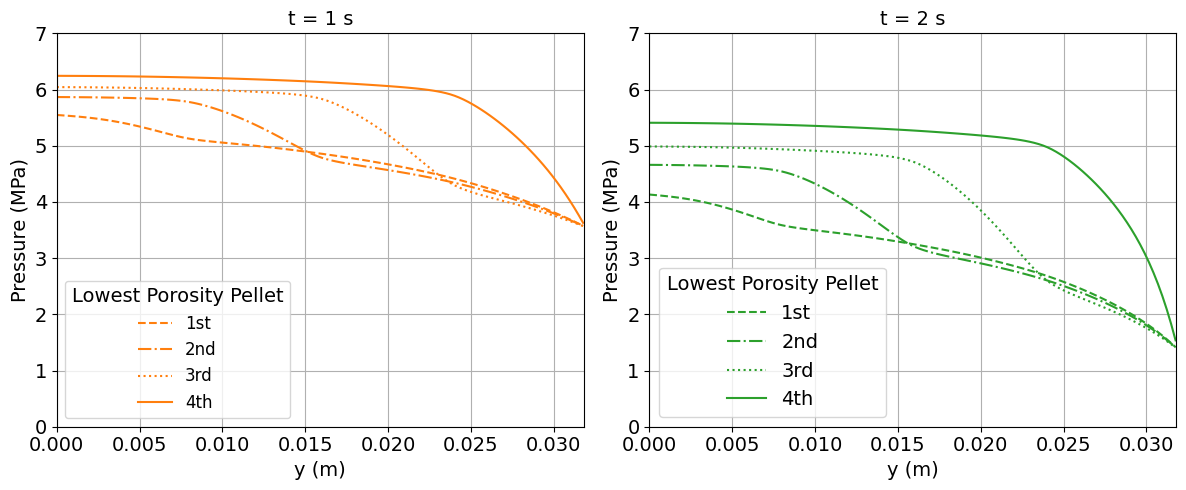 t = 1 s
Pressure (MPa)
7
6
5
4
3
2
1
0
Lowest Porosity Pellet
1st
2nd
3rd
4th
0.000 0.005 0.010 0.015 0.020 0.025 0.030
y (m)
t = 2 s
Pressure (MPa)
7
6
5
4
3
2
1
0
Lowest Porosity Pellet
1st
2nd
3rd
4th
0.000 0.005 0.010 0.015 0.020 0.025 0.030
y (m)